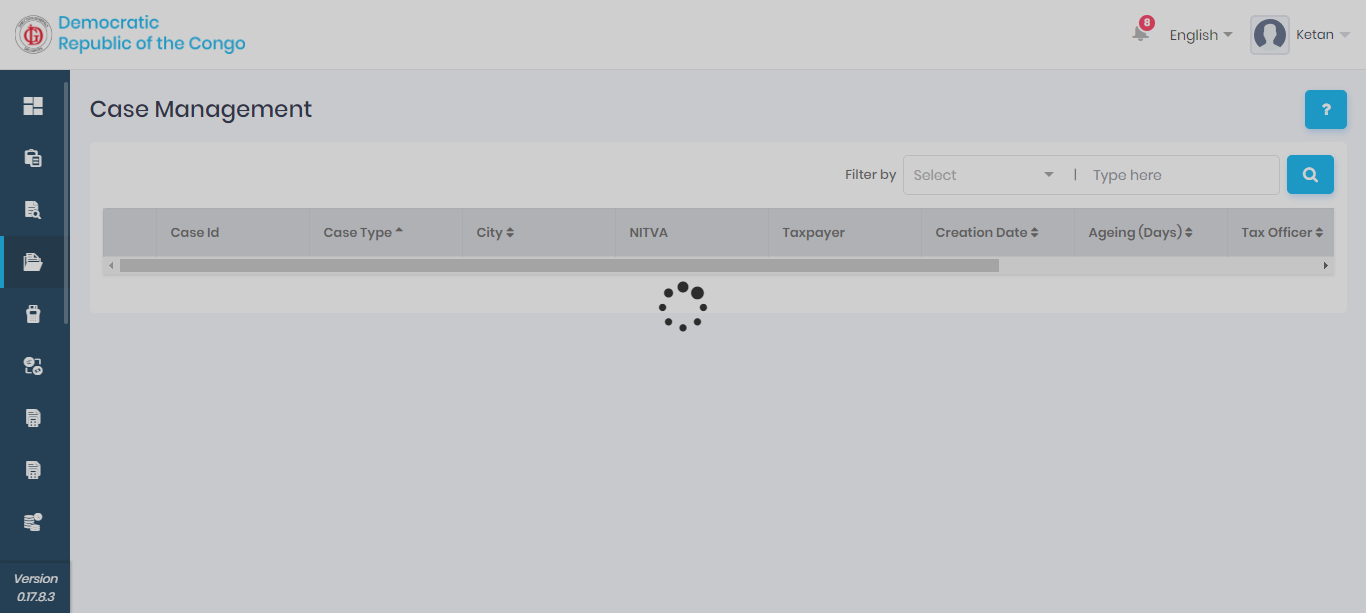 Democratic
Republic of the Congo
8
English
Ketan
Case Management
?
Filter by
Select
|
Type here
Case Id
Case Type
City
NITVA
Taxpayer
Creation Date
Ageing (Days)
Tax Officer
Version
0.17.8.3